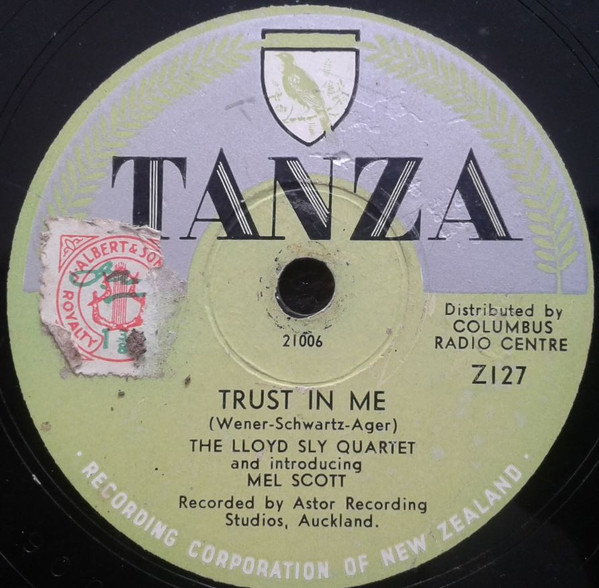 TANZA
ALBERT & SON
ROYALTY
Distributed by
COLUMBUS
RADIO CENTRE
Z127
21006
TRUST IN ME
(Wener-Schwartz-Ager)
THE LLOYD SLY QUARTET
and introducing
MEL SCOTT
Recorded by Astor Recording
Studios, Auckland.
· RECORDING CORPORATION OF NEW ZEALAND ·